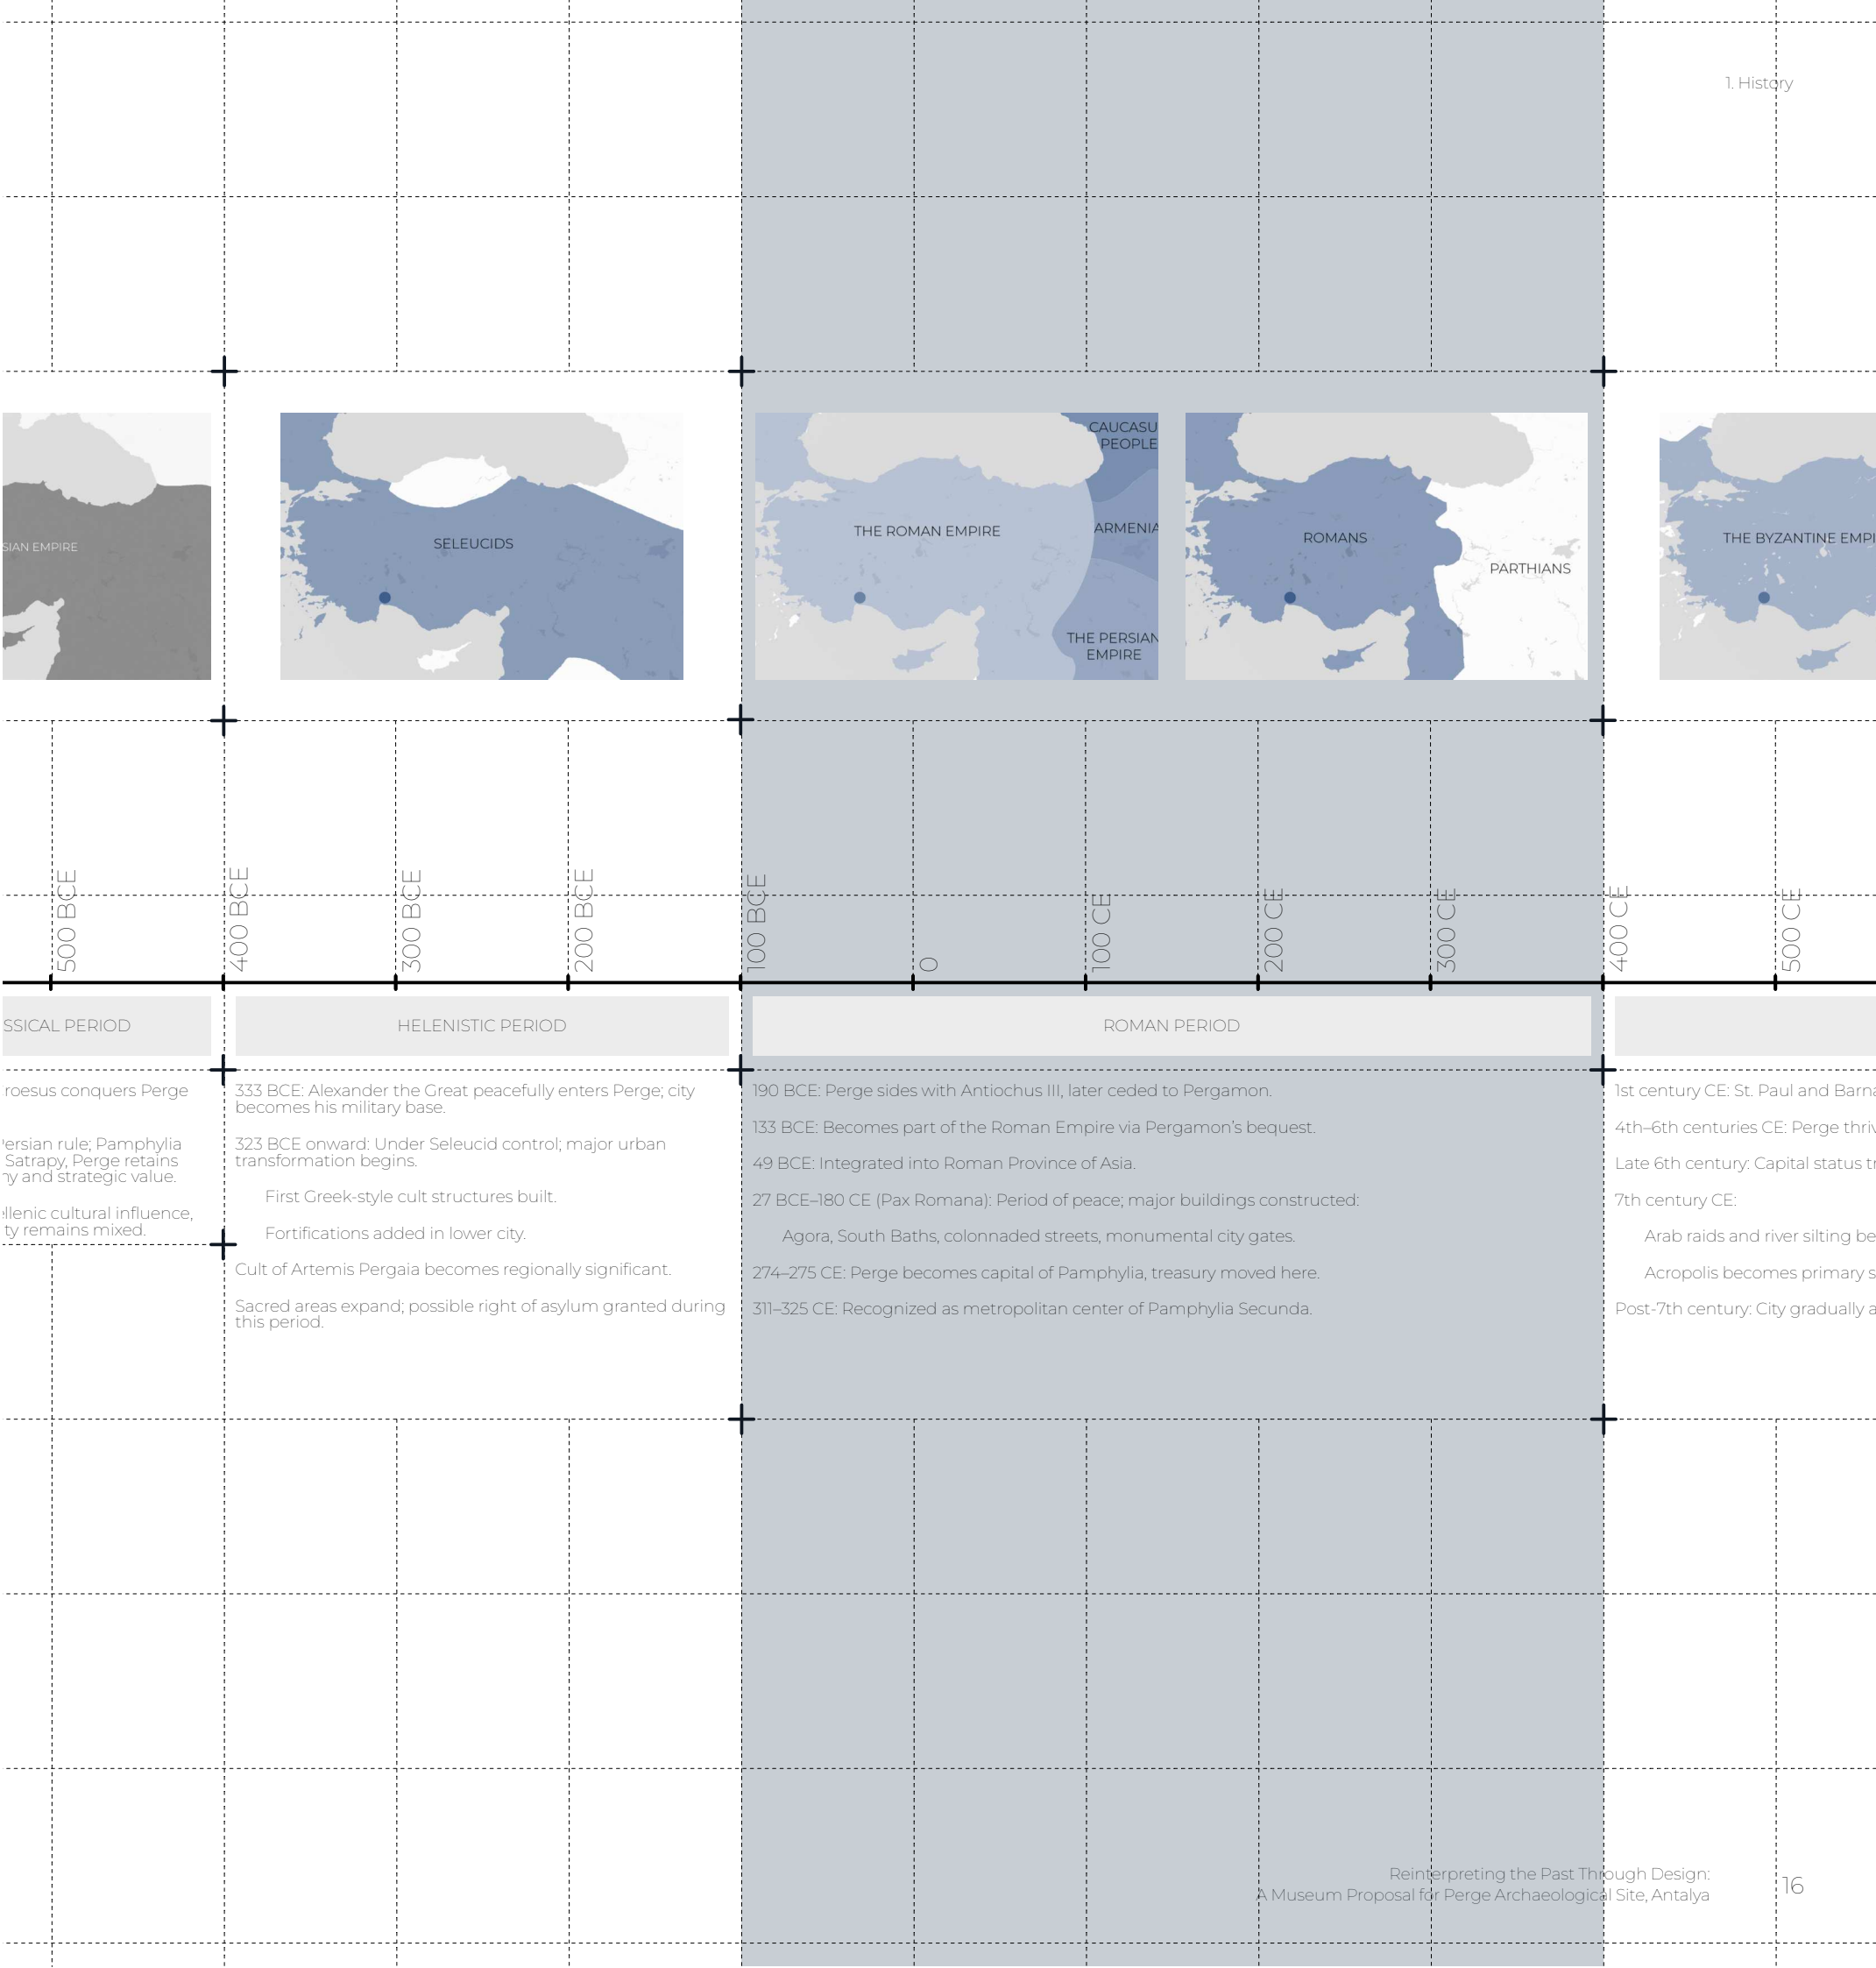 1. History
SIAN EMPIRE
SELEUCIDS
THE ROMAN EMPIRE
CAUCASU
PEOPLE
ARMENIA
THE PERSIAN
EMPIRE
ROMANS
PARTHIANS
THE BYZANTINE EMPI
500 BCE
400 BCE
300 BCE
200 BCE
100 BCE
0
100 CE
200 CE
300 CE
400 CE
500 CE
SSICAL PERIOD
roesus conquers Perge
ersian rule; Pamphylia
Satrapy, Perge retains
ny and strategic value.
llenic cultural influence,
ty remains mixed.
HELENISTIC PERIOD
333 BCE: Alexander the Great peacefully enters Perge; city
becomes his military base.
323 BCE onward: Under Seleucid control; major urban
transformation begins.
First Greek-style cult structures built.
Fortifications added in lower city.
Cult of Artemis Pergaia becomes regionally significant.
Sacred areas expand; possible right of asylum granted during
this period.
ROMAN PERIOD
190 BCE: Perge sides with Antiochus III, later ceded to Pergamon.
133 BCE: Becomes part of the Roman Empire via Pergamon's bequest.
49 BCE: Integrated into Roman Province of Asia.
27 BCE–180 CE (Pax Romana): Period of peace; major buildings constructed:
Agora, South Baths, colonnaded streets, monumental city gates.
274–275 CE: Perge becomes capital of Pamphylia, treasury moved here.
311–325 CE: Recognized as metropolitan center of Pamphylia Secunda.
1st century CE: St. Paul and Barna
4th–6th centuries CE: Perge thriv
Late 6th century: Capital status tr
7th century CE:
Arab raids and river silting be
Acropolis becomes primary s
Post-7th century: City gradually a
Reinterpreting the Past Through Design:
A Museum Proposal for Perge Archaeological Site, Antalya
16